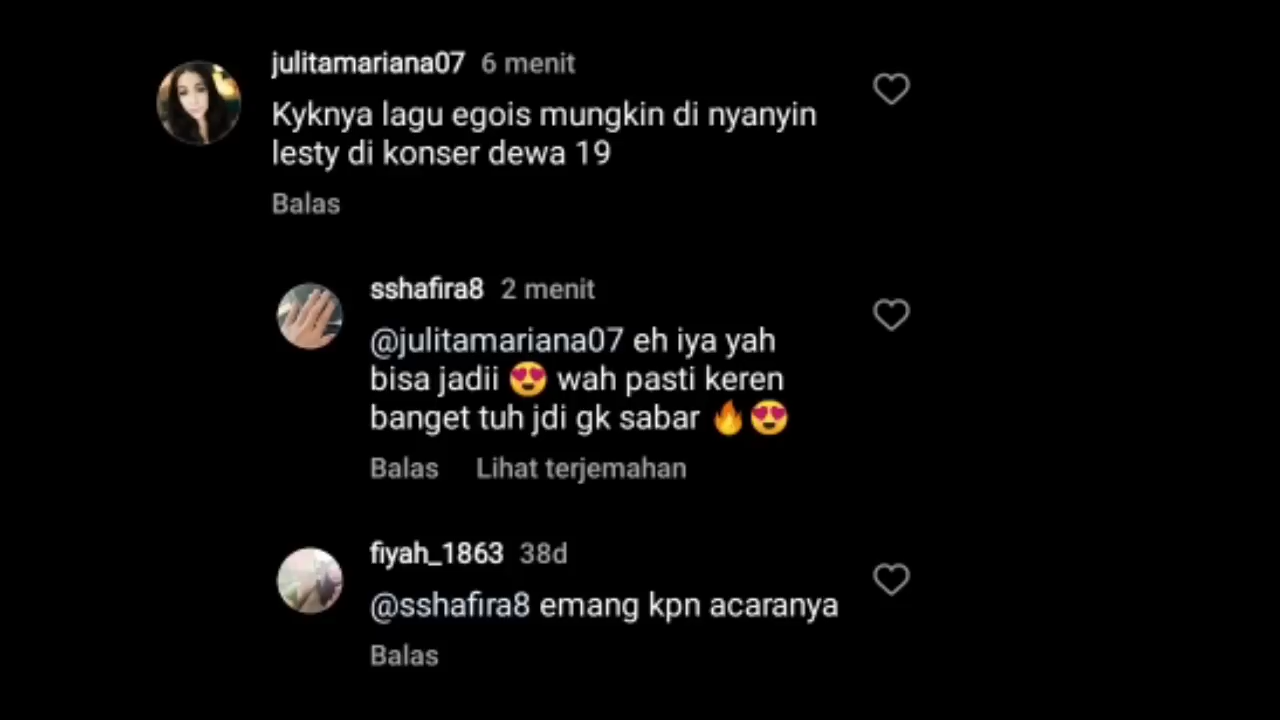 julitamariana07 6 menit
Kyknya lagu egois mungkin di nyanyin
lesty di konser dewa 19
Balas
sshafira8 2 menit
@julitamariana07 eh iya yah
bisa jadii 😍 wah pasti keren
banget tuh jdi gk sabar 🔥😍
Balas Lihat terjemahan
fiyah_1863 38d
@sshafira8 emang kpn acaranya
Balas